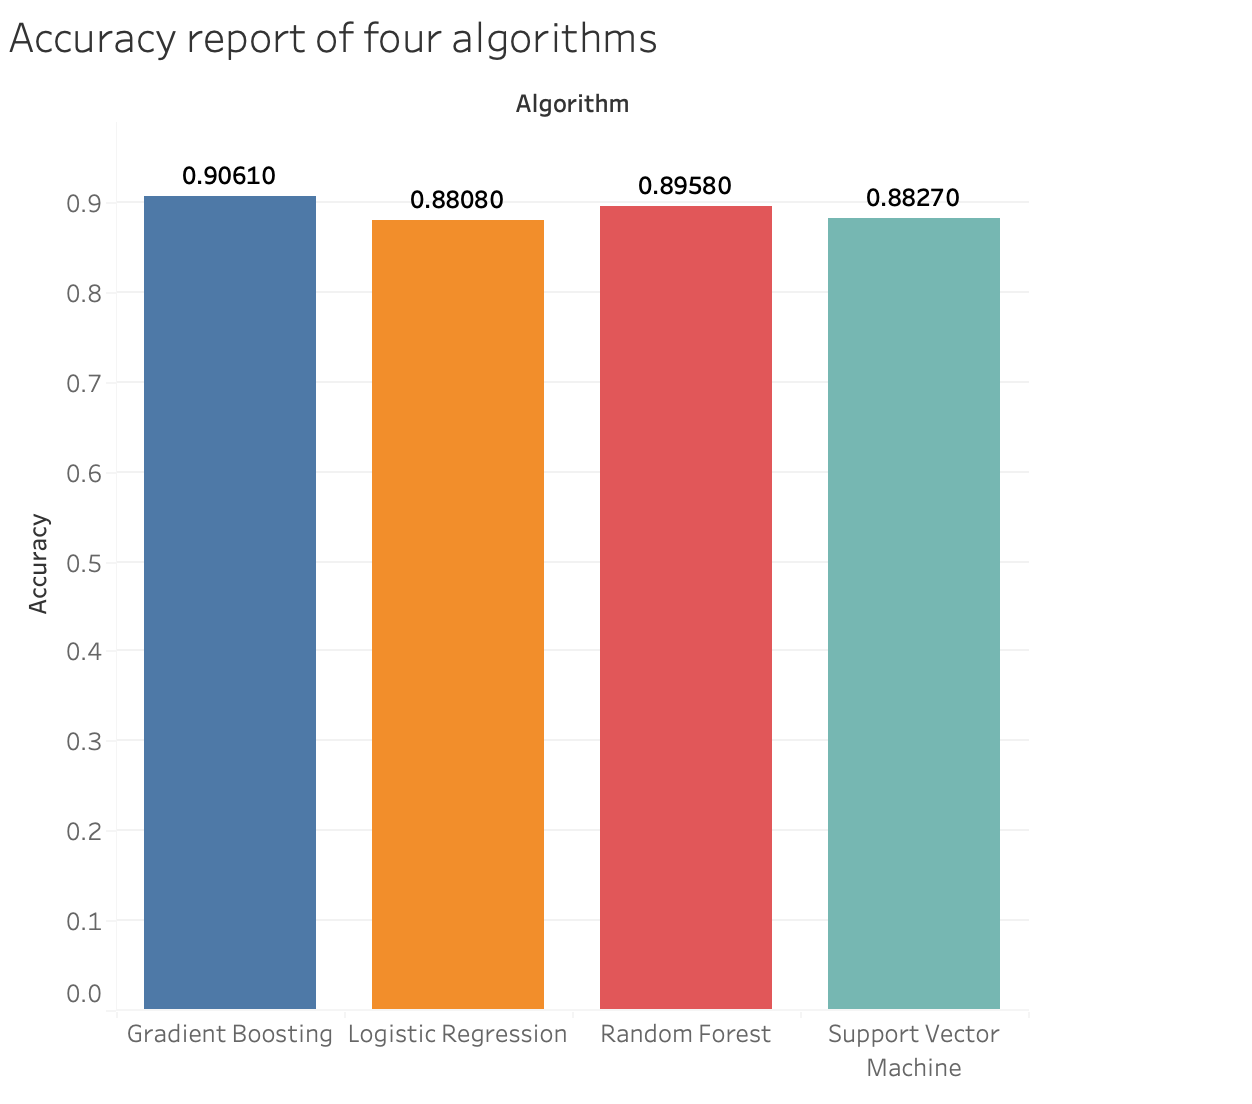 Accuracy report of four algorithms
Algorithm
0.90610
0.88080
0.89580
0.88270
0.9
0.8
0.7
0.6
0.5
0.4
0.3
0.2
0.1
0.0
Accuracy
Gradient Boosting
Logistic Regression
Random Forest
Support Vector
Machine